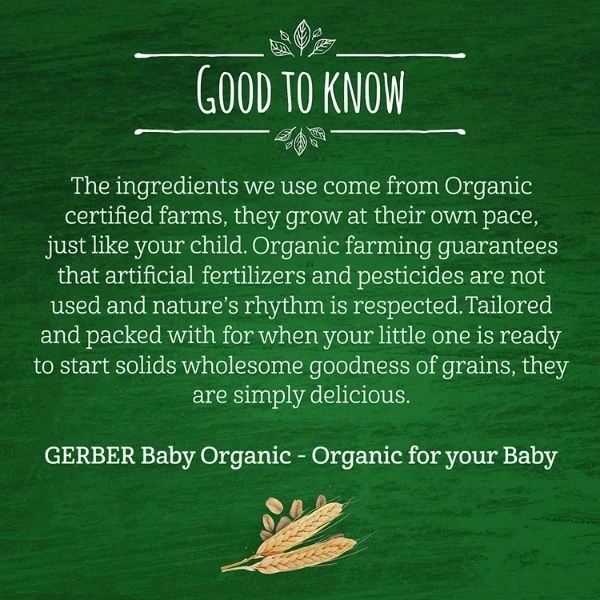 GOOD TO KNOW
The ingredients we use come from Organic
certified farms, they grow at their own pace,
just like your child. Organic farming guarantees
that artificial fertilizers and pesticides are not
used and nature's rhythm is respected. Tailored
and packed with for when your little one is ready
to start solids wholesome goodness of grains, they
are simply delicious.
GERBER Baby Organic - Organic for your Baby